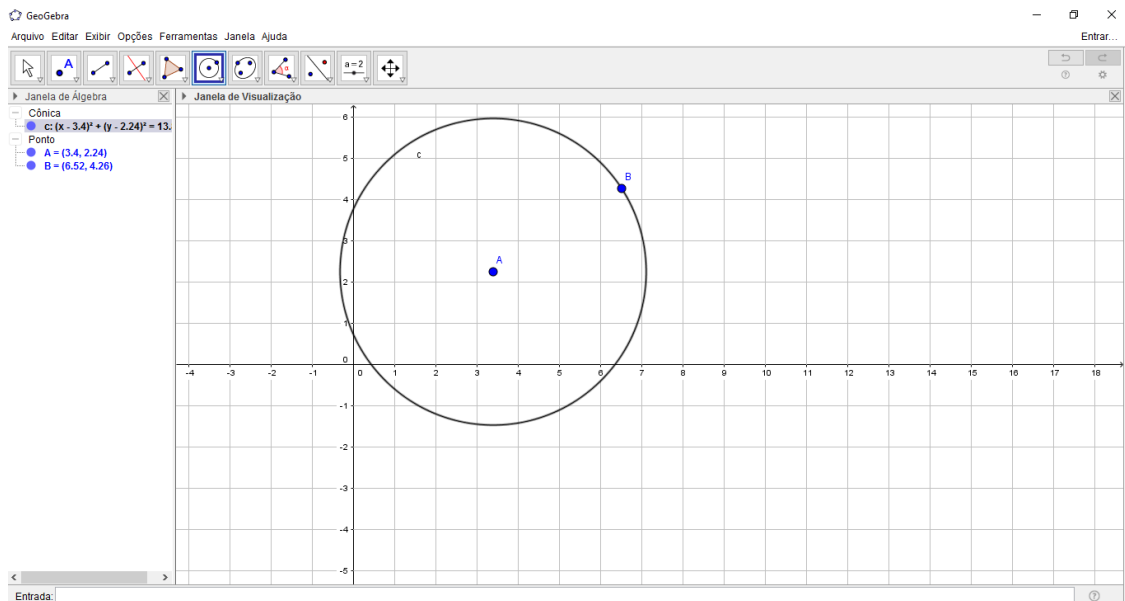 GeoGebra
Arquivo Editar Exibir Opções Ferramentas Janela Ajuda
Entrar...
A
α
a=2
Janela de Álgebra
Janela de Visualização
Cônica
c: (x - 3.4)² + (y - 2.24)² = 13.
Ponto
A = (3.4, 2.24)
B = (6.52, 4.26)
6
5
c
B
4
3
A
2
1
0
-4 -3 -2 -1 0 1 2 3 4 5 6 7 8 9 10 11 12 13 14 15 16 17 18
-1
-2
-3
-4
-5
Entrada: